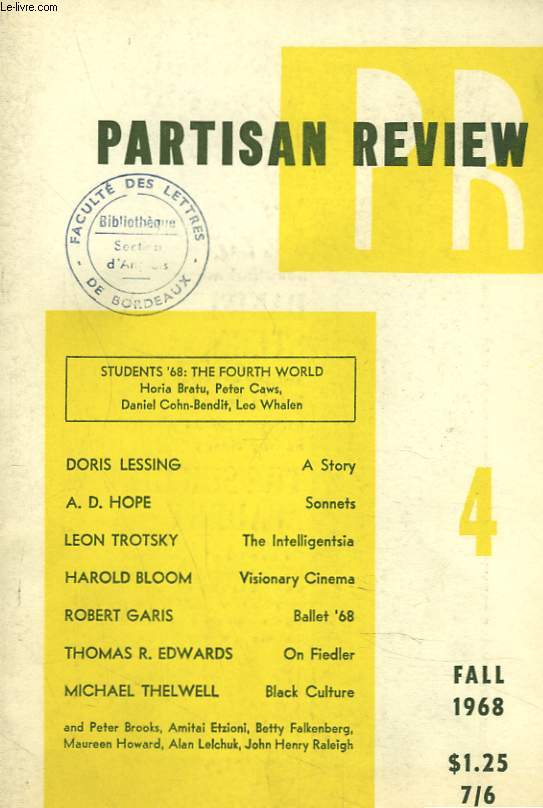 Le-livre.com
PR
PARTISAN REVIEW
FACULTÉ DES LETTRES
Bibliothèque
Section
d'Anglais
- DE BORDEAUX -
STUDENTS '68: THE FOURTH WORLD
Horia Bratu, Peter Caws,
Daniel Cohn-Bendit, Leo Whalen
DORIS LESSING A Story
A. D. HOPE Sonnets
LEON TROTSKY The Intelligentsia
HAROLD BLOOM Visionary Cinema
ROBERT GARIS Ballet '68
THOMAS R. EDWARDS On Fiedler
MICHAEL THELWELL Black Culture
and Peter Brooks, Amitai Etzioni, Betty Falkenberg,
Maureen Howard, Alan Lelchuk, John Henry Raleigh
4
FALL
1968
$1.25
7/6